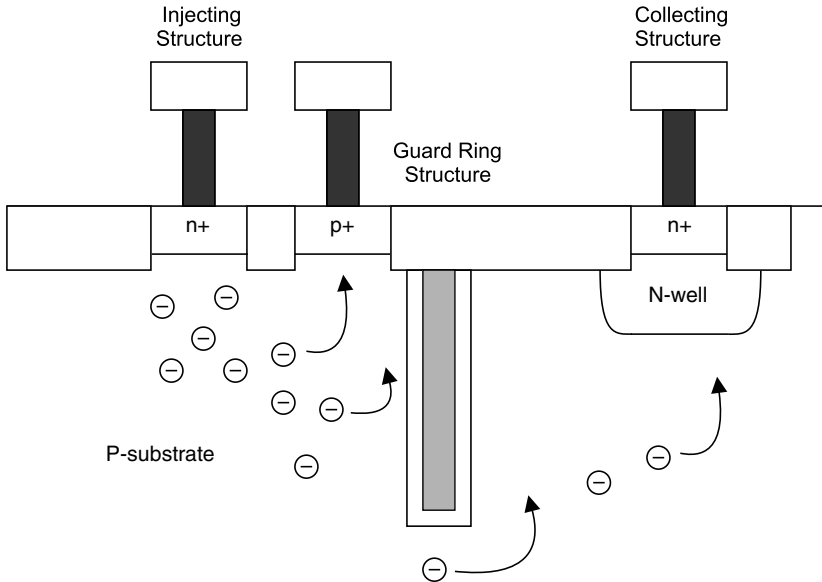 Injecting
Structure
Collecting
Structure
Guard Ring
Structure
n+
p+
n+
N-well
P-substrate